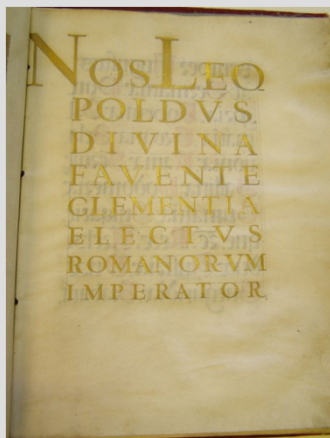 NOS LEO
POLDVS
DIVINA
FAVENTE
CLEMENTIA
ELECTVS
ROMANORVM
IMPERATOR